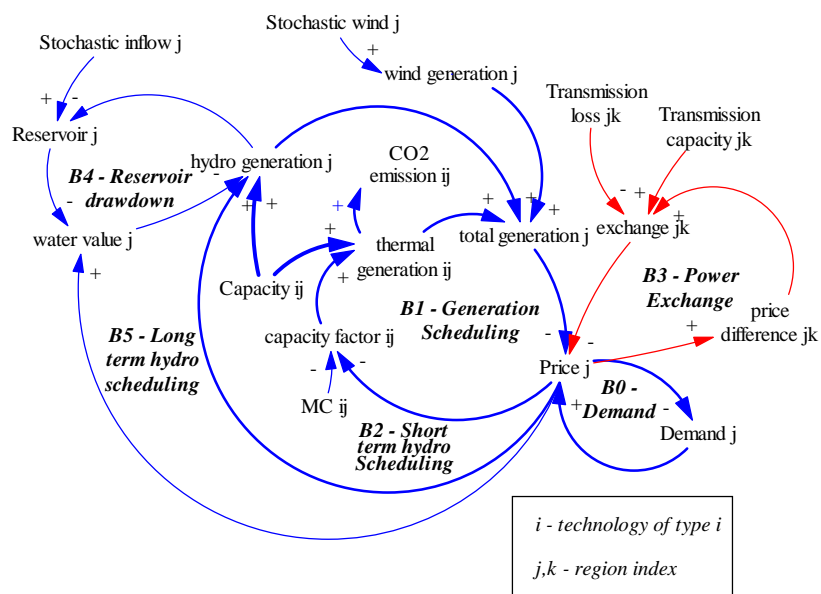 Stochastic wind j
Stochastic inflow j
+
wind generation j
Transmission
loss jk
Transmission
capacity jk
+
-
Reservoir j
B4 - Reservoir
drawdown
-
hydro generation j
CO2
emission ij
+
-
water value j
+
+
+
+
thermal
generation ij
+
+
+
total generation j
-
+
+
exchange jk
Capacity ij
+
B1 - Generation
Scheduling
B3 - Power
Exchange
price
difference jk
B5 - Long
term hydro
scheduling
capacity factor ij
-
-
-
-
+
Price j
MC ij
B2 - Short
term hydro
Scheduling
+
B0 -
Demand
-
Demand j
i - technology of type i
j,k - region index